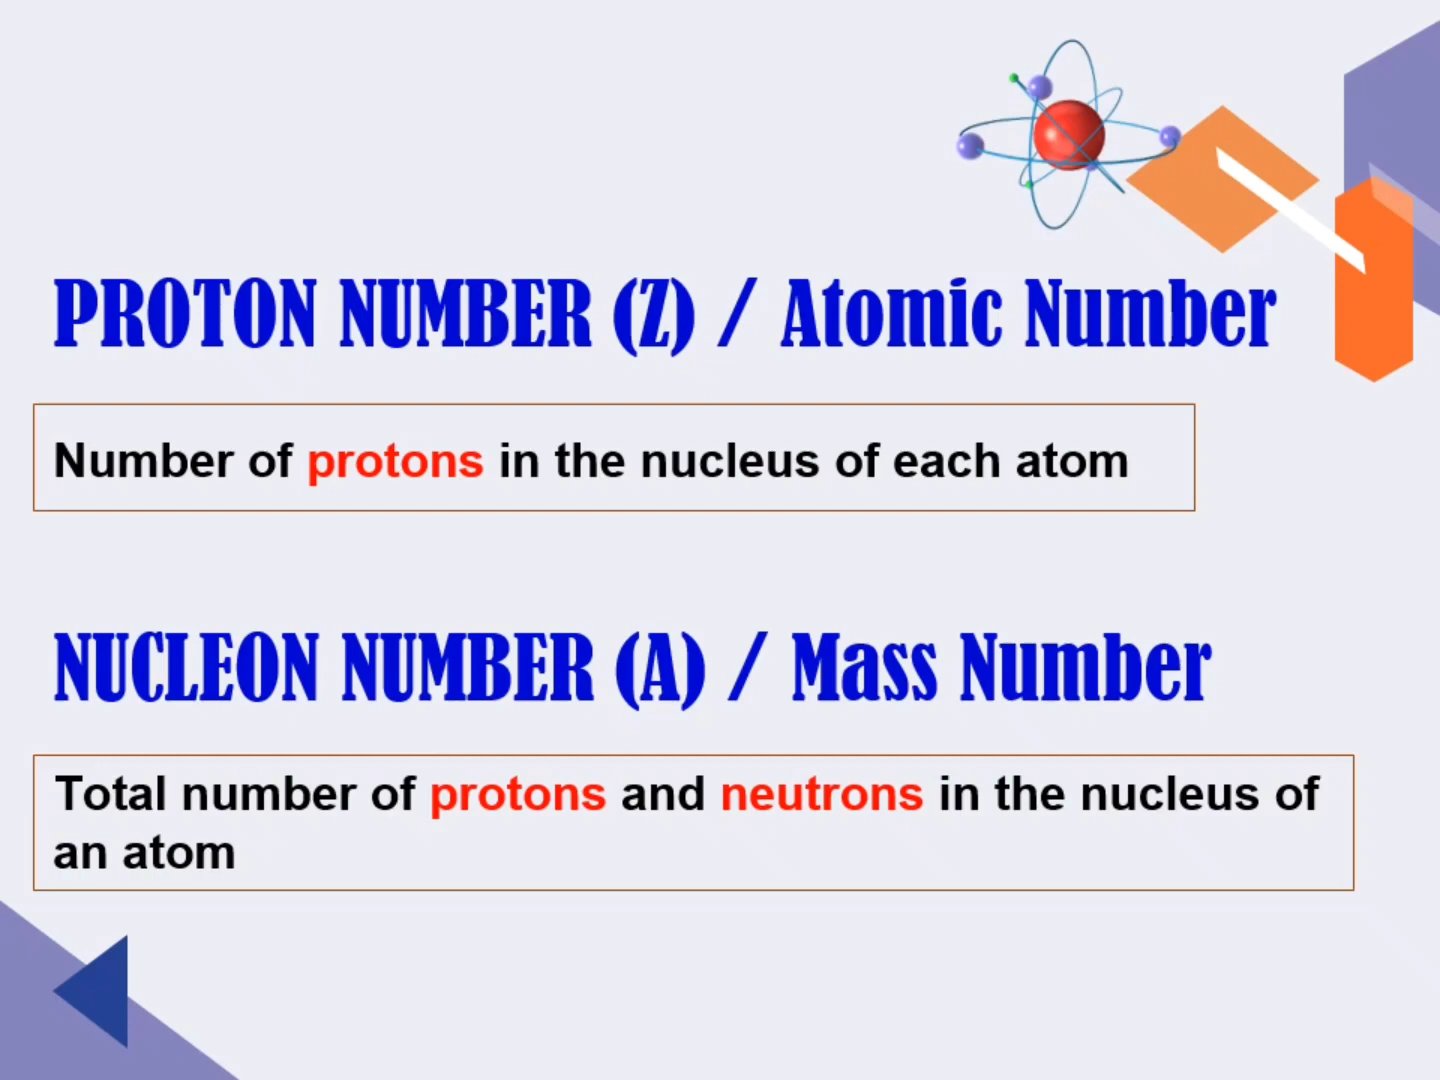 PROTON NUMBER (Z) / Atomic Number
Number of protons in the nucleus of each atom
NUCLEON NUMBER (A) / Mass Number
Total number of protons and neutrons in the nucleus of
an atom